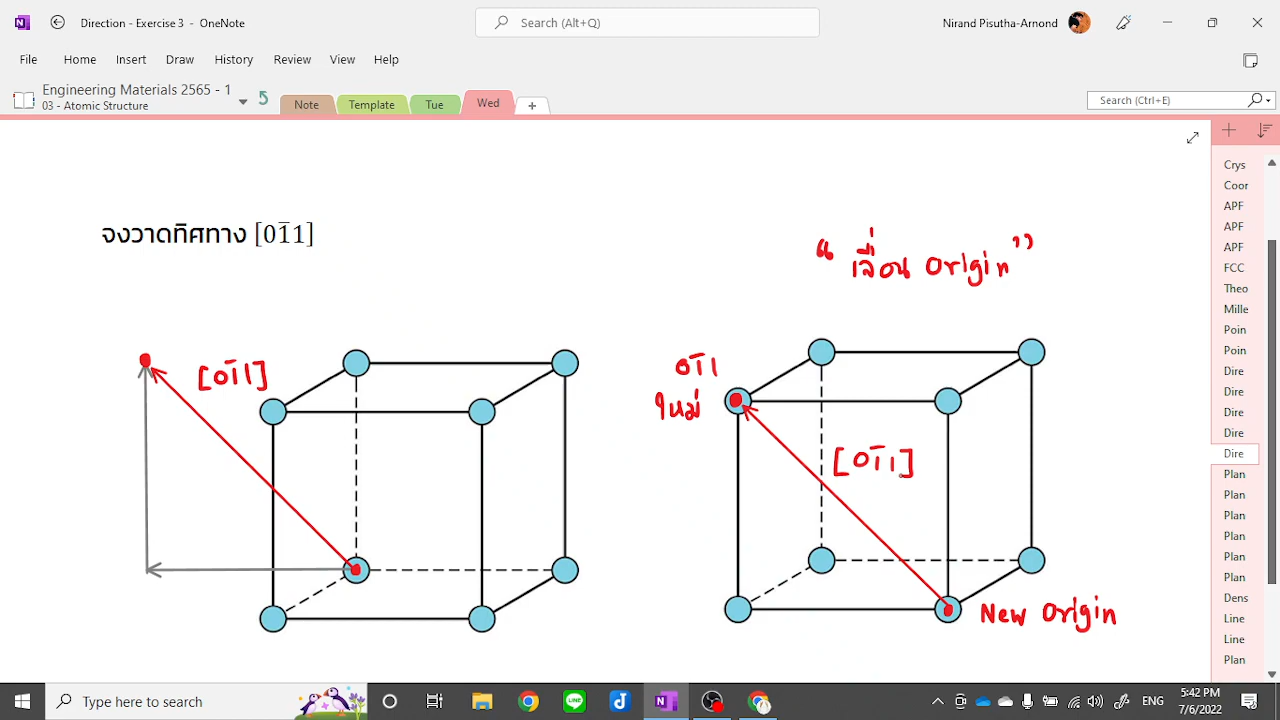 Direction - Exercise 3 - OneNote
Search (Alt+Q)
Nirand Pisutha-Arnond
File Home Insert Draw History Review View Help
Engineering Materials 2565 - 1
03 - Atomic Structure
Note Template Tue Wed +
Search (Ctrl+E)
จงวาดทิศทาง [01̄1]
“ เลื่อน Origin ”
[01̄1]
01̄1
ใหม่
[01̄1]
New Origin
Crys
Coor
APF
APF
APF
FCC
Theo
Mille
Poin
Poin
Dire
Dire
Dire
Dire
Dire
Plan
Plan
Plan
Plan
Plan
Plan
Dens
Line
Line
Plan
Type here to search
ENG
5:42 PM
7/6/2022